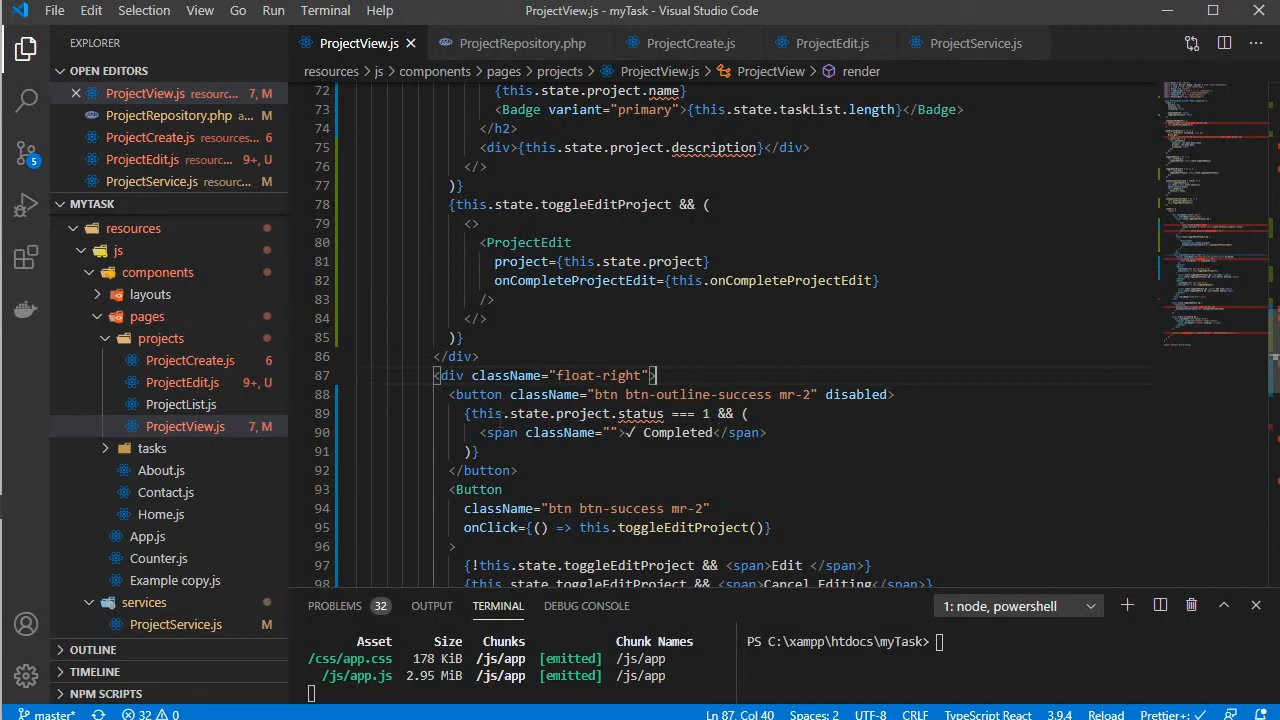 File Edit Selection View Go Run Terminal Help ProjectView.js - myTask - Visual Studio Code
EXPLORER
OPEN EDITORS
ProjectView.js resourc... 7, M
ProjectRepository.php a...
ProjectCreate.js resources... 6
ProjectEdit.js resourc... 9+, M
ProjectService.js resourc... M
MYTASK
resources
js
components
layouts
pages
projects
ProjectCreate.js 6
ProjectEdit.js 9+, U
ProjectList.js
ProjectView.js 7, M
tasks
About.js
Contact.js
Home.js
App.js
Counter.js
Example copy.js
services
ProjectService.js M
OUTLINE
TIMELINE
NPM SCRIPTS
5
ProjectView.js ProjectRepository.php ProjectCreate.js ProjectEdit.js ProjectService.js
resources > js > components > pages > projects > ProjectView.js > ProjectView > render
72 {this.state.project.name}
73 <Badge variant="primary">{this.state.taskList.length}</Badge>
74 </h2>
75 <div>{this.state.project.description}</div>
76 </>
77 )}
78 {this.state.toggleEditProject && (
79 <>
80 <ProjectEdit
81 project={this.state.project}
82 onCompleteProjectEdit={this.onCompleteProjectEdit}
83 />
84 </>
85 )}
86 </div>
87 <div className="float-right">
88 <button className="btn btn-outline-success mr-2" disabled>
89 {this.state.project.status === 1 && (
90 <span className="">✓ Completed</span>
91 )}
92 </button>
93 <Button
94 className="btn btn-success mr-2"
95 onClick={() => this.toggleEditProject()}
96 >
97 {!this.state.toggleEditProject && <span>Edit </span>}
98 {this.state.toggleEditProject && <span>Cancel Editing</span>}
PROBLEMS 32 OUTPUT TERMINAL DEBUG CONSOLE 1: node, powershell
Asset Size Chunks Chunk Names
/css/app.css 178 KiB /js/app [emitted] /js/app
/js/app.js 2.95 MiB /js/app [emitted] /js/app
PS C:\xampp\htdocs\myTask>
master* 32 0 Ln 87, Col 40 Spaces: 2 UTF-8 CRLF TypeScript React 3.9.4 Reload Prettier+: ✓